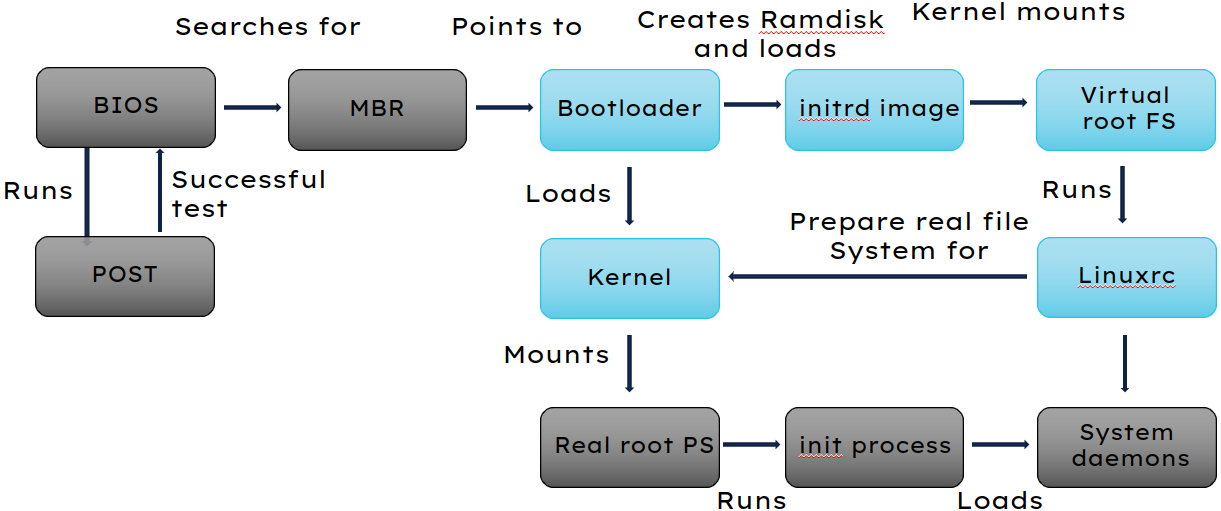 Searches for
Points to
Creates Ramdisk
and loads
Kernel mounts
BIOS
MBR
Bootloader
initrd image
Virtual
root FS
Runs
Successful
test
Loads
Runs
Prepare real file
System for
POST
Kernel
Linuxrc
Mounts
Real root PS
init process
System
daemons
Runs
Loads